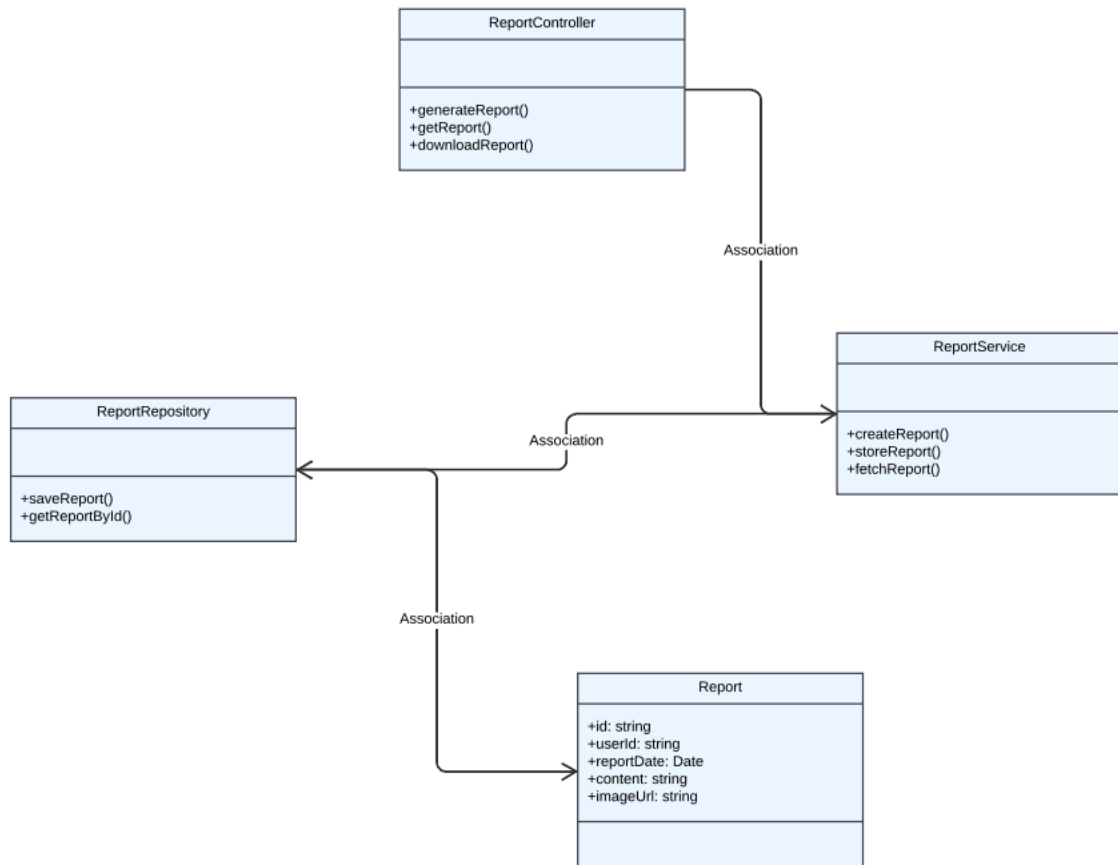 ReportController
+generateReport()
+getReport()
+downloadReport()
Association
ReportService
+createReport()
+storeReport()
+fetchReport()
ReportRepository
+saveReport()
+getReportById()
Association
Association
Report
+id: string
+userId: string
+reportDate: Date
+content: string
+imageUrl: string